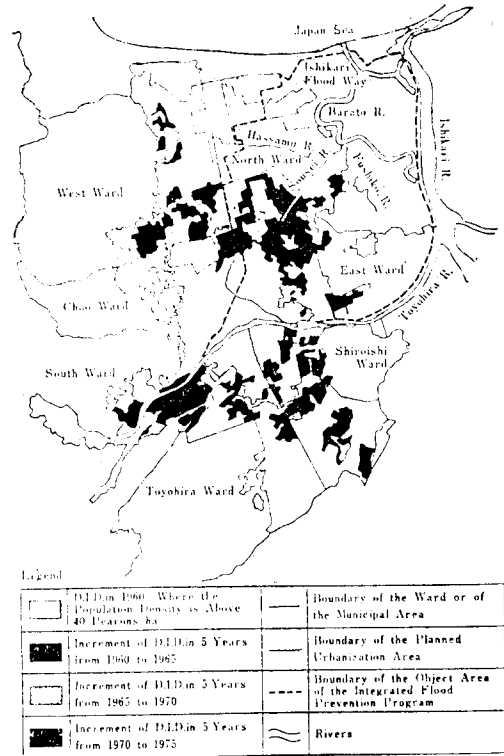 Japan Sea
Ishikari
Flood Way
Barato R.
Ishikari R.
Hassamu R.
North Ward
Fushiko R.
West Ward
East Ward
Toyohira R.
Chuo Ward
Shiroishi
Ward
South Ward
Toyohira Ward
Legend
D.I.D.in 1960 Where the
Population Density is Above
40 Pearons ha
Increment of D.I.D.in 5 Years
from 1960 to 1965
Increment of D.I.D.in 5 Years
from 1965 to 1970
Increment of D.I.D.in 5 Years
from 1970 to 1975
Boundary of the Ward or of
the Municipal Area
Boundary of the Planned
Urbanization Area
Boundary of the Object Area
of the Integrated Flood
Prevention Program
Rivers